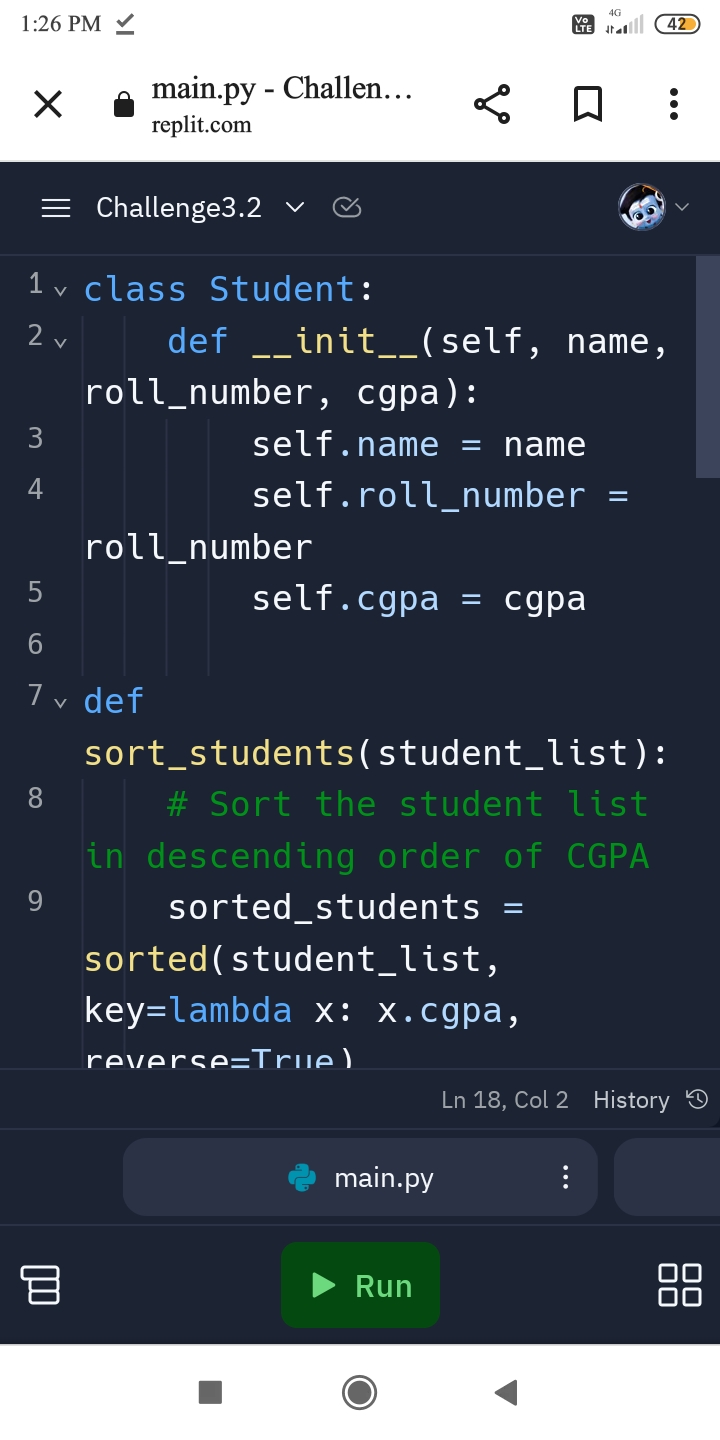 1:26 PM
Vo LTE 4G 42
main.py - Challen...
replit.com
Challenge3.2
1 class Student:
2 def __init__(self, name,
roll_number, cgpa):
3 self.name = name
4 self.roll_number =
roll_number
5 self.cgpa = cgpa
6
7 def
sort_students(student_list):
8 # Sort the student list
in descending order of CGPA
9 sorted_students =
sorted(student_list,
key=lambda x: x.cgpa,
reverse=True)
Ln 18, Col 2 History
main.py
Run